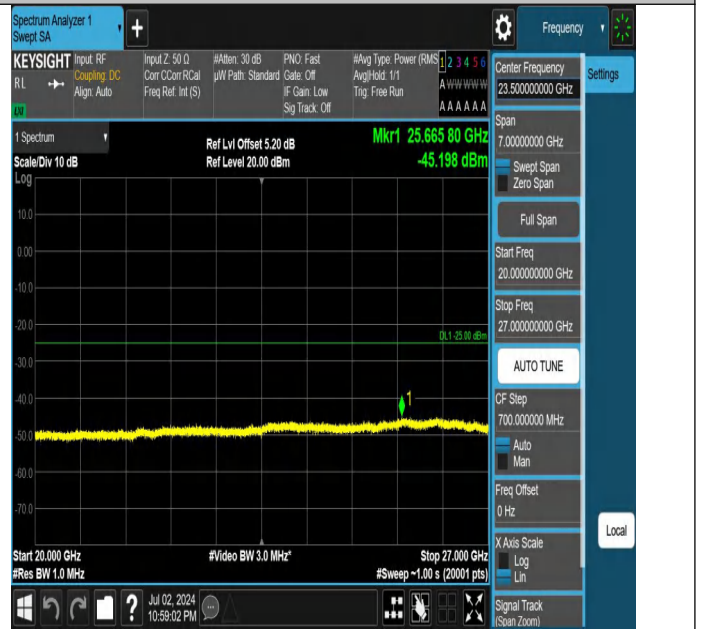 Spectrum Analyzer 1
Swept SA
+
Frequency
KEYSIGHT
RL
LXI
Input: RF
Coupling: DC
Align: Auto
Input Z: 50 Ω
Corr CCorr RCal
Freq Ref: Int (S)
#Atten: 30 dB
µW Path: Standard
PNO: Fast
Gate: Off
IF Gain: Low
Sig Track: Off
#Avg Type: Power (RMS
Avg|Hold: 1/1
Trig: Free Run
1 2 3 4 5 6
A W W W W W
A A A A A A
1 Spectrum
Scale/Div 10 dB
Log
Ref Lvl Offset 5.20 dB
Ref Level 20.00 dBm
Mkr1 25.665 80 GHz
-45.198 dBm
10.0
0.00
-10.0
-20.0
DL1 -25.00 dBm
-30.0
-40.0
1
-50.0
-60.0
-70.0
Start 20.000 GHz
#Res BW 1.0 MHz
#Video BW 3.0 MHz*
Stop 27.000 GHz
#Sweep ~1.00 s (20001 pts)
Center Frequency
23.500000000 GHz
Settings
Span
7.00000000 GHz
Swept Span
Zero Span
Full Span
Start Freq
20.000000000 GHz
Stop Freq
27.000000000 GHz
AUTO TUNE
CF Step
700.000000 MHz
Auto
Man
Freq Offset
0 Hz
X Axis Scale
Log
Lin
Local
Signal Track
(Span Zoom)
?
Jul 02, 2024
10:59:02 PM